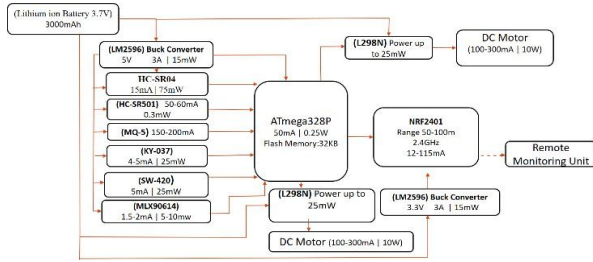 (Lithium ion Battery 3.7V)
3000mAh
(LM2596) Buck Converter
5V 3A | 15mW
HC-SR04
15mA | 75mW
(HC-SR501) 50-60mA
0.3mW
(MQ-5) 150-200mA
(KY-037)
4-5mA | 25mW
(SW-420)
5mA | 25mW
(MLX90614)
1.5-2mA | 5-10mw
ATmega328P
50mA | 0.25W
Flash Memory:32KB
(L298N) Power up
to 25mW
DC Motor
(100-300mA | 10W)
NRF2401
Range 50-100m
2.4GHz
12-115mA
Remote
Monitoring Unit
(L298N) Power up to
25mW
(LM2596) Buck Converter
3.3V 3A | 15mW
DC Motor (100-300mA | 10W)